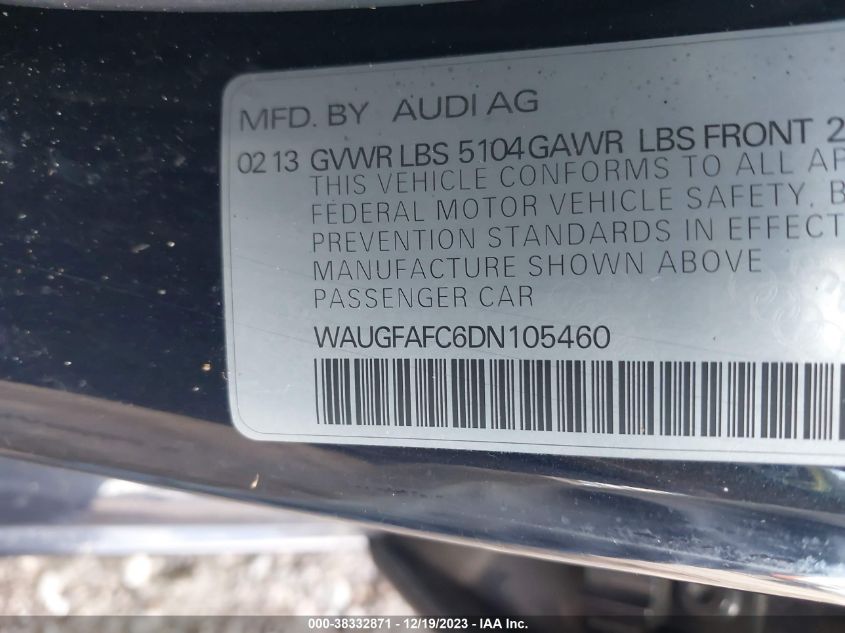 MFD. BY AUDI AG
02 13 GVWR LBS 5104 GAWR LBS FRONT 2
THIS VEHICLE CONFORMS TO ALL AP
FEDERAL MOTOR VEHICLE SAFETY, B
PREVENTION STANDARDS IN EFFECT
MANUFACTURE SHOWN ABOVE
PASSENGER CAR
WAUGFAFC6DN105460
000-38332871 - 12/19/2023 - IAA Inc.